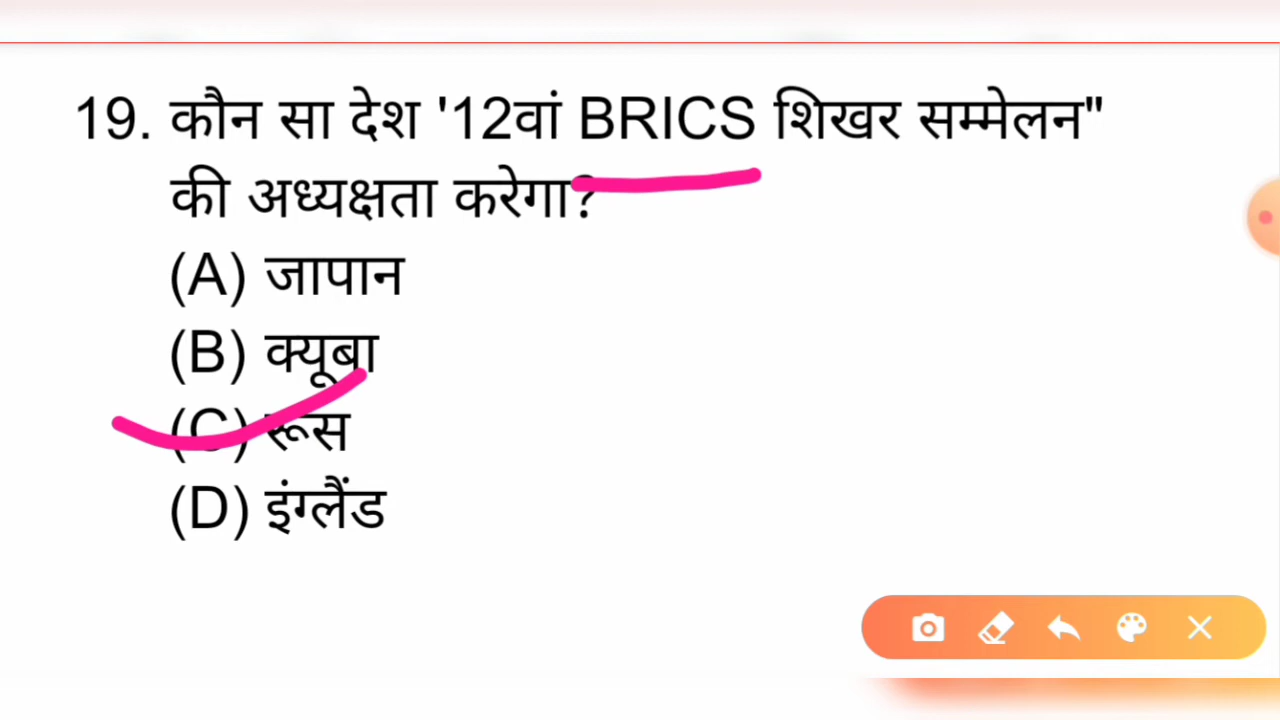 19. कौन सा देश '12वां BRICS शिखर सम्मेलन"
की अध्यक्षता करेगा?
(A) जापान
(B) क्यूबा
(C) रूस
(D) इंग्लैंड